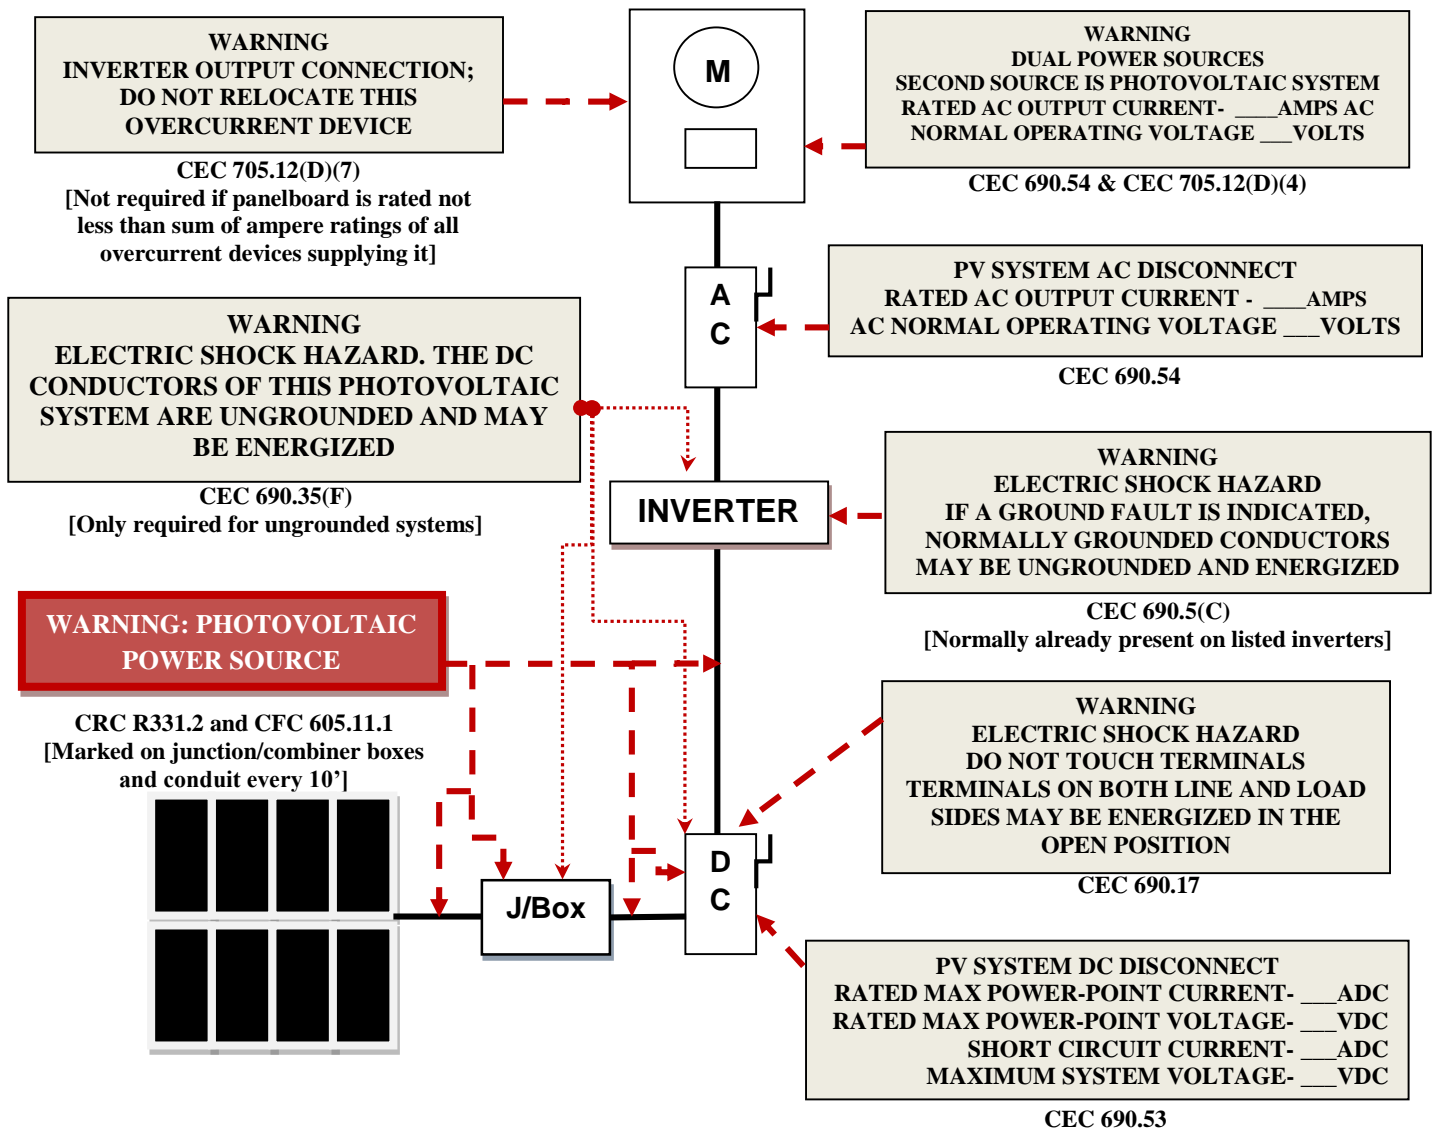 WARNING
INVERTER OUTPUT CONNECTION;
DO NOT RELOCATE THIS
OVERCURRENT DEVICE
CEC 705.12(D)(7)
[Not required if panelboard is rated not
less than sum of ampere ratings of all
overcurrent devices supplying it]
M
WARNING
DUAL POWER SOURCES
SECOND SOURCE IS PHOTOVOLTAIC SYSTEM
RATED AC OUTPUT CURRENT- ____AMPS AC
NORMAL OPERATING VOLTAGE ___VOLTS
CEC 690.54 & CEC 705.12(D)(4)
A
C
PV SYSTEM AC DISCONNECT
RATED AC OUTPUT CURRENT - ____AMPS
AC NORMAL OPERATING VOLTAGE ___VOLTS
CEC 690.54
WARNING
ELECTRIC SHOCK HAZARD. THE DC
CONDUCTORS OF THIS PHOTOVOLTAIC
SYSTEM ARE UNGROUNDED AND MAY
BE ENERGIZED
CEC 690.35(F)
[Only required for ungrounded systems]
INVERTER
WARNING
ELECTRIC SHOCK HAZARD
IF A GROUND FAULT IS INDICATED,
NORMALLY GROUNDED CONDUCTORS
MAY BE UNGROUNDED AND ENERGIZED
CEC 690.5(C)
[Normally already present on listed inverters]
WARNING: PHOTOVOLTAIC
POWER SOURCE
CRC R331.2 and CFC 605.11.1
[Marked on junction/combiner boxes
and conduit every 10’]
WARNING
ELECTRIC SHOCK HAZARD
DO NOT TOUCH TERMINALS
TERMINALS ON BOTH LINE AND LOAD
SIDES MAY BE ENERGIZED IN THE
OPEN POSITION
CEC 690.17
J/Box
D
C
PV SYSTEM DC DISCONNECT
RATED MAX POWER-POINT CURRENT- ___ADC
RATED MAX POWER-POINT VOLTAGE- ___VDC
SHORT CIRCUIT CURRENT- ___ADC
MAXIMUM SYSTEM VOLTAGE- ___VDC
CEC 690.53